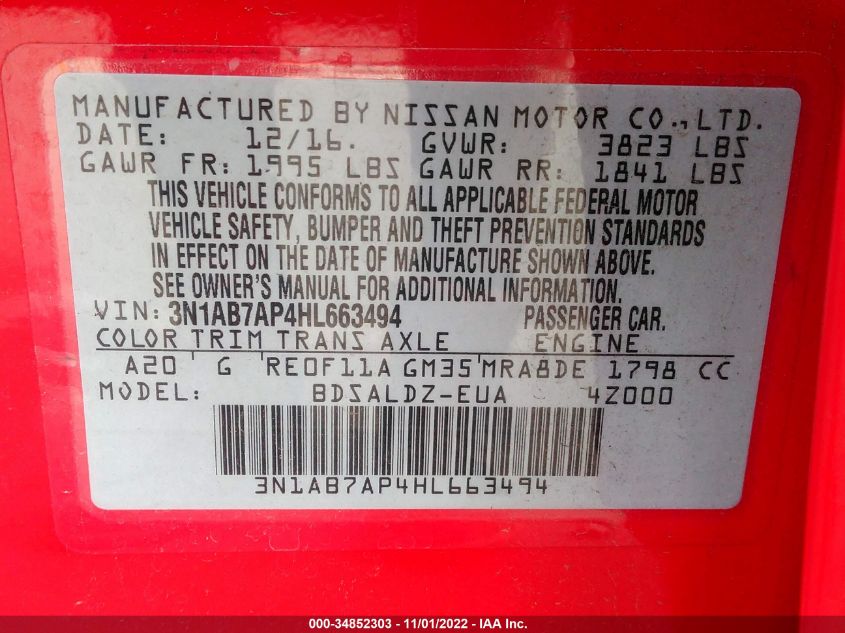 MANUFACTURED BY NISSAN MOTOR CO.,LTD.
DATE: 12/16. GVWR: 3823 LBS
GAWR FR: 1995 LBS GAWR RR: 1841 LBS
THIS VEHICLE CONFORMS TO ALL APPLICABLE FEDERAL MOTOR
VEHICLE SAFETY, BUMPER AND THEFT PREVENTION STANDARDS
IN EFFECT ON THE DATE OF MANUFACTURE SHOWN ABOVE.
SEE OWNER'S MANUAL FOR ADDITIONAL INFORMATION.
VIN: 3N1AB7AP4HL663494 PASSENGER CAR.
COLOR TRIM TRANS AXLE ENGINE
A20 G RE0F11A GM35 MRA8DE 1798 CC
MODEL: BDSALDZ-EUA 4Z000
3N1AB7AP4HL663494
000-34852303 - 11/01/2022 - IAA Inc.